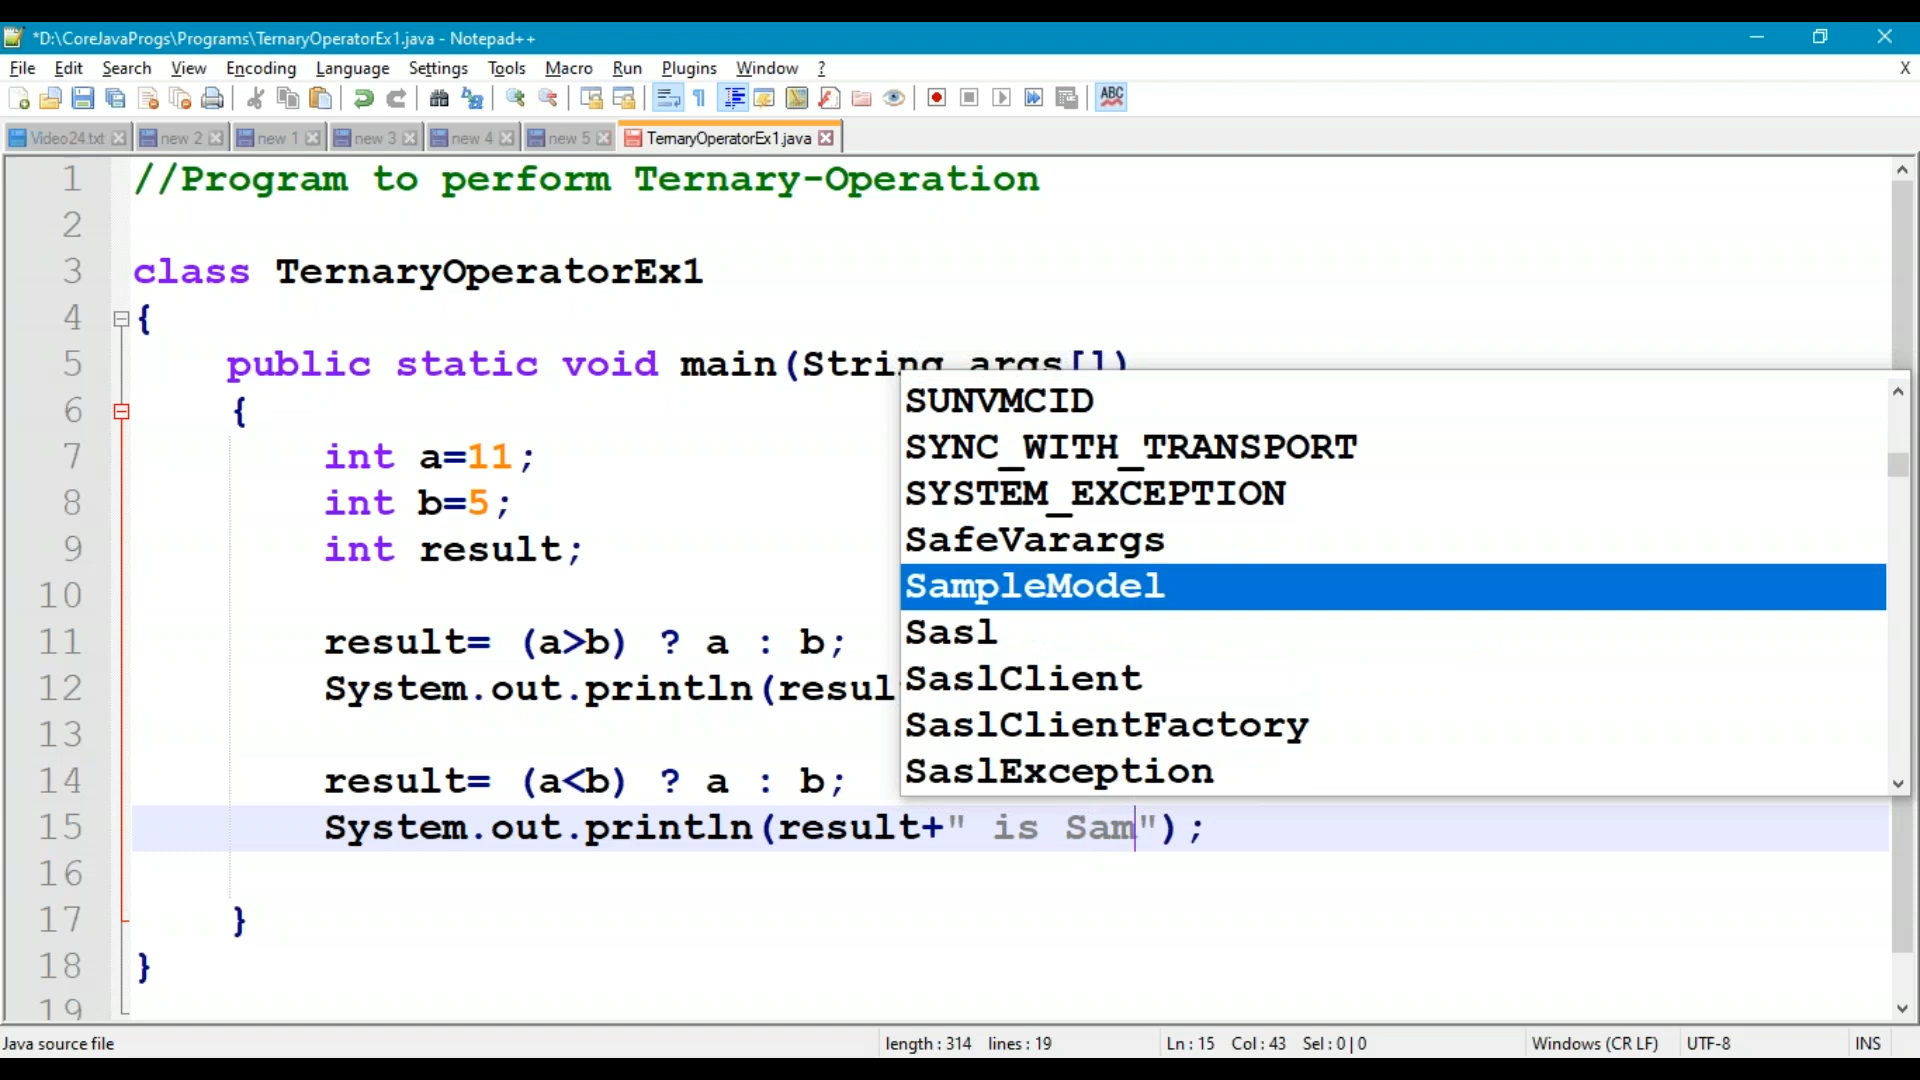 *D:\CoreJavaProgs\Programs\TernaryOperatorEx1.java - Notepad++
File Edit Search View Encoding Language Settings Tools Macro Run Plugins Window ? X
ABC
Video24.txt new 2 new 1 new 3 new 4 new 5 TernaryOperatorEx1.java
1 //Program to perform Ternary-Operation
2
3 class TernaryOperatorEx1
4 {
5 public static void main(String args[])
6 {
7 int a=11;
8 int b=5;
9 int result;
10
11 result= (a>b) ? a : b;
12 System.out.println(resul
13
14 result= (a<b) ? a : b;
15 System.out.println(result+" is Sam");
16
17 }
18 }
19
SUNVMCID
SYNC_WITH_TRANSPORT
SYSTEM_EXCEPTION
SafeVarargs
SampleModel
Sasl
SaslClient
SaslClientFactory
SaslException
Java source file length : 314 lines : 19 Ln : 15 Col : 43 Sel : 0 | 0 Windows (CR LF) UTF-8 INS